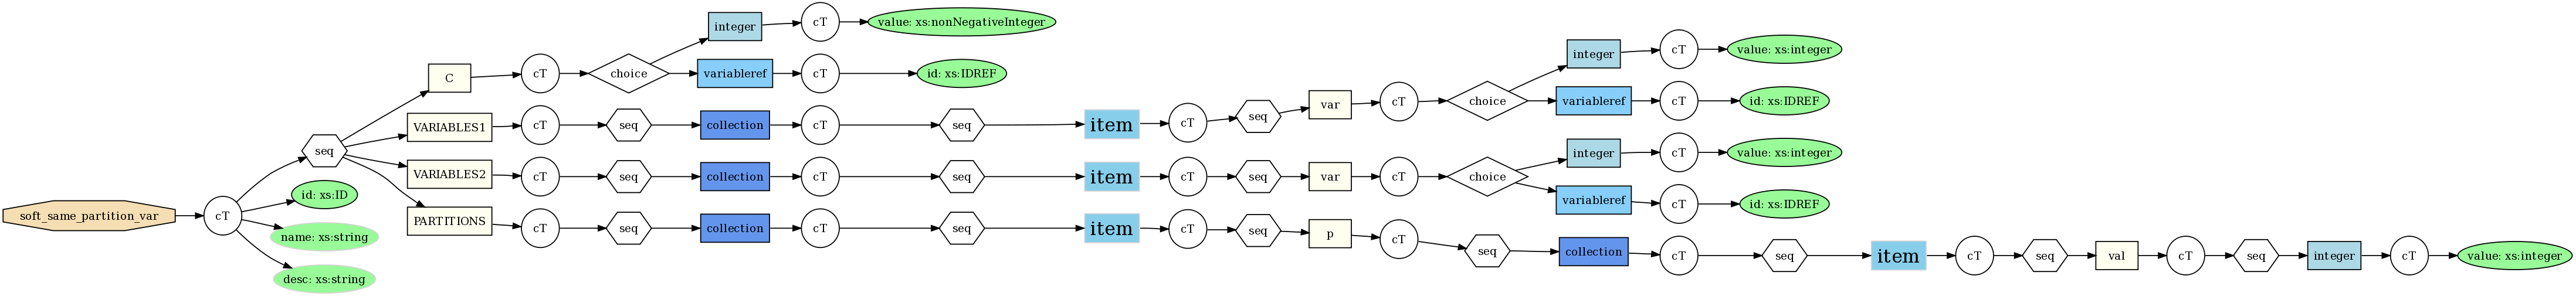 soft_same_partition_var
cT
seq
id: xs:ID
name: xs:string
desc: xs:string
C
cT
choice
integer
cT
value: xs:nonNegativeInteger
variableref
cT
id: xs:IDREF
VARIABLES1
cT
seq
collection
cT
seq
item
cT
seq
var
cT
choice
integer
cT
value: xs:integer
variableref
cT
id: xs:IDREF
VARIABLES2
cT
seq
collection
cT
seq
item
cT
seq
var
cT
choice
integer
cT
value: xs:integer
variableref
cT
id: xs:IDREF
PARTITIONS
cT
seq
collection
cT
seq
item
cT
seq
p
cT
seq
collection
cT
seq
item
cT
seq
val
cT
seq
integer
cT
value: xs:integer